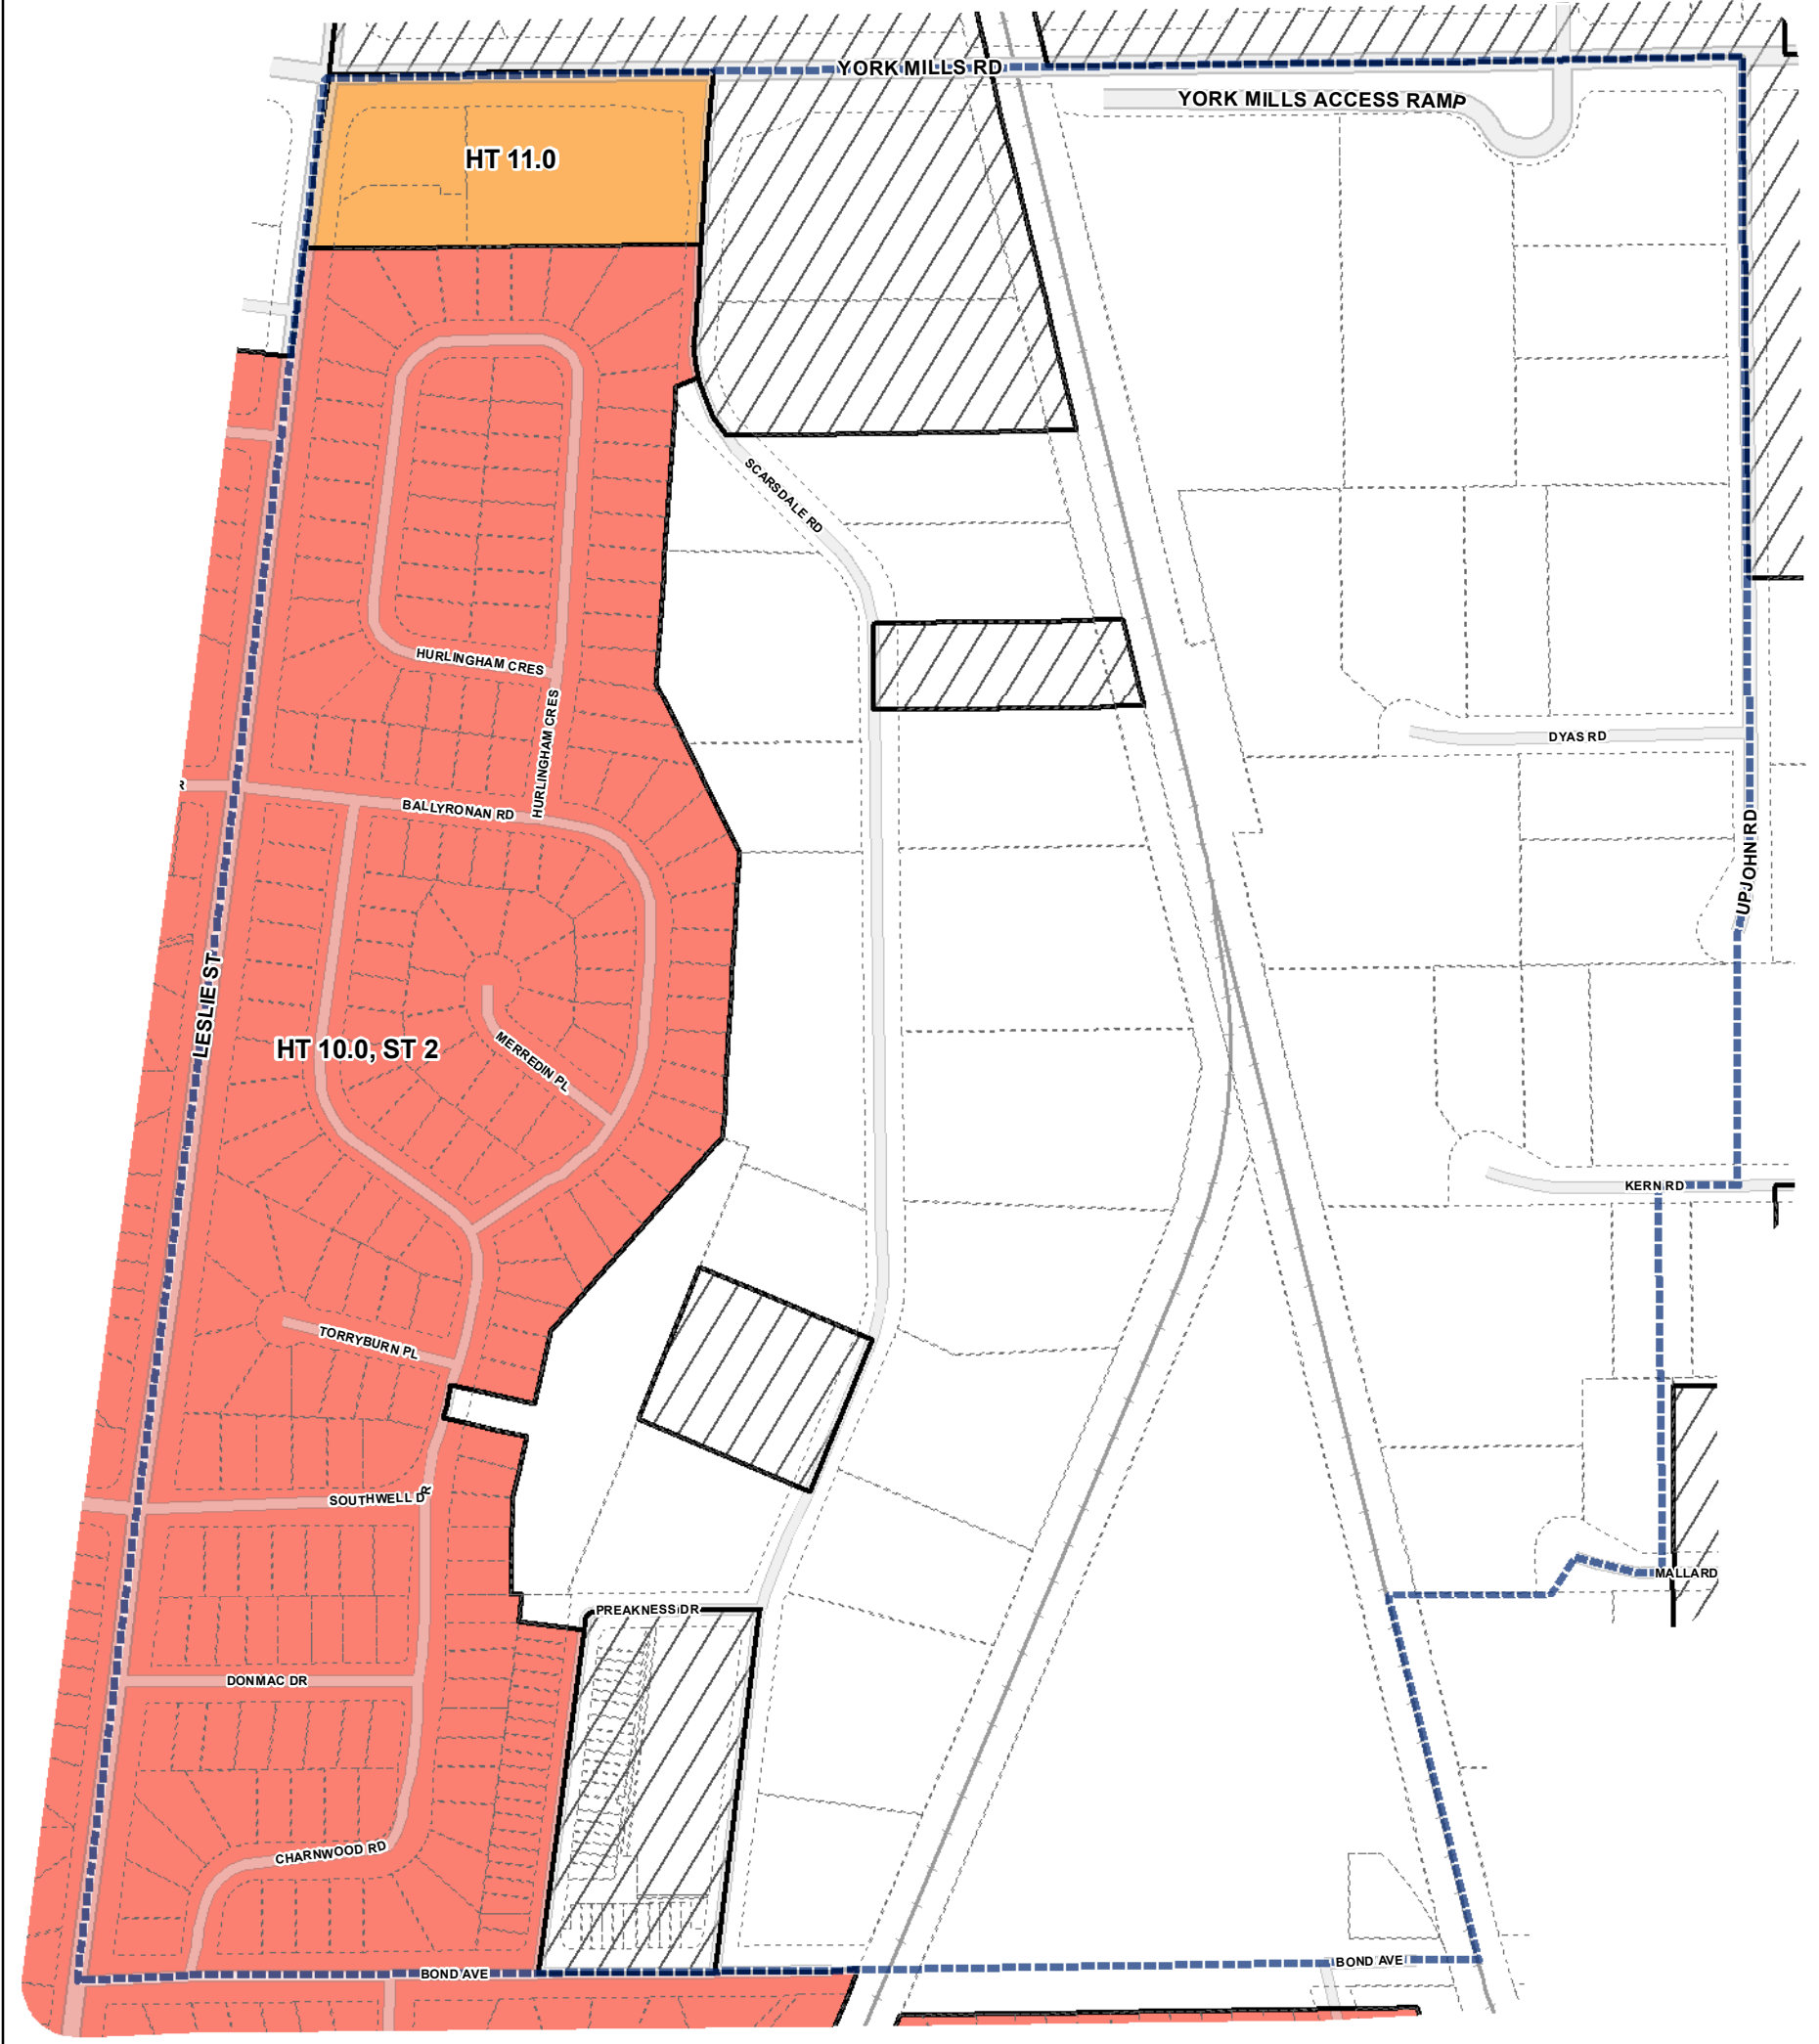 YORK MILLS RD
YORK MILLS ACCESS RAMP
HT 11.0
SCARSDALE RD
HURLINGHAM CRES
HURLINGHAM CRES
DYAS RD
BALLYRONAN RD
UPJOHN RD
LESLIE ST
HT 10.0, ST 2
MERREDIN PL
KERN RD
TORRYBURN PL
SOUTHWELL DR
MALLARD
PREAKNESS DR
DONMAC DR
CHARNWOOD RD
BOND AVE
BOND AVE